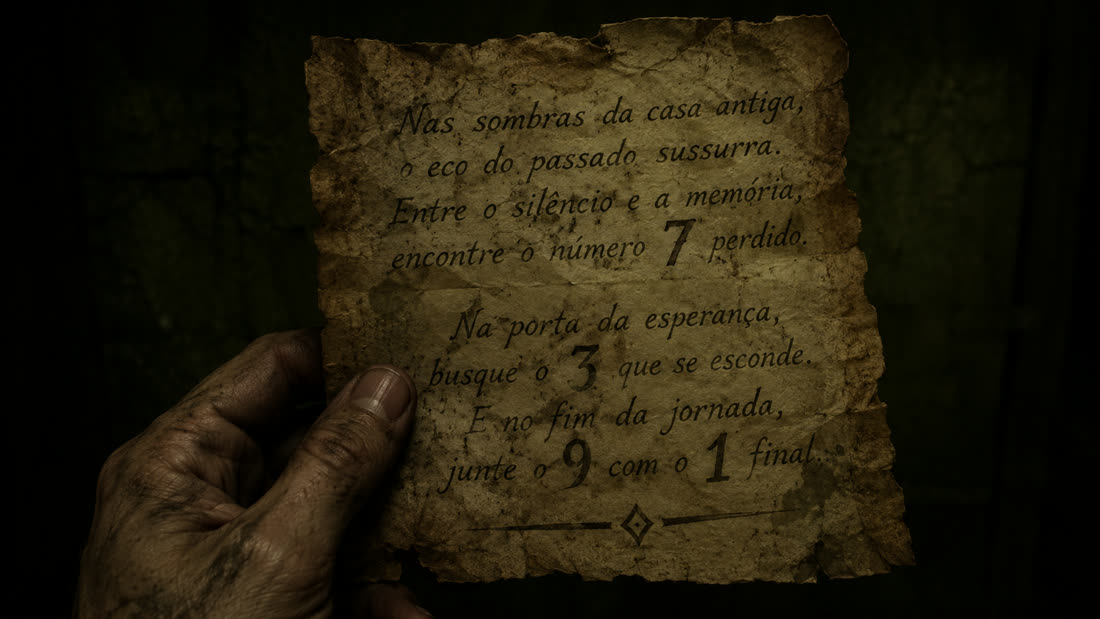 Nas sombras da casa antiga,
o eco do passado sussurra.
Entre o silêncio e a memória,
encontre o número 7 perdido.
Na porta da esperança,
busque o 3 que se esconde.
E no fim da jornada,
junte o 9 com o 1 final.